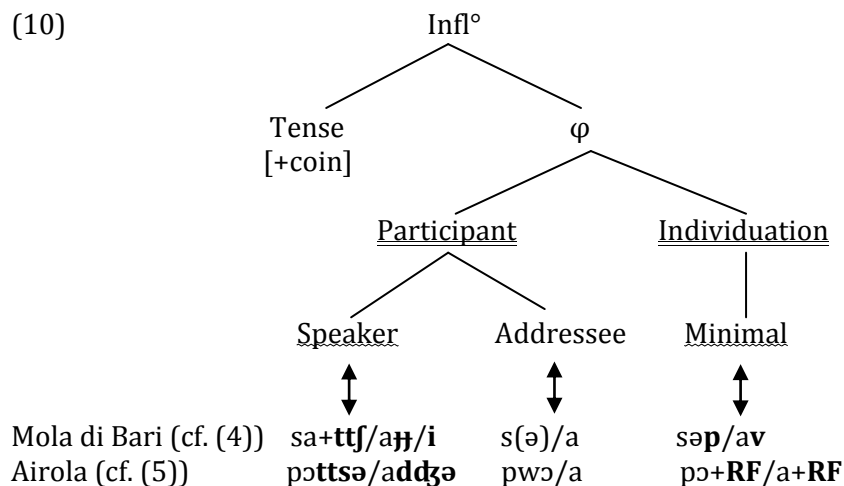 (10) Infl°
Tense φ
[+coin]
Participant Individuation
Speaker Addressee Minimal
Mola di Bari (cf. (4)) sa+ttʃ/aɟɟ/i s(ə)/a səp/av
Airola (cf. (5)) pɔttsə/addʒə pwɔ/a pɔ+RF/a+RF